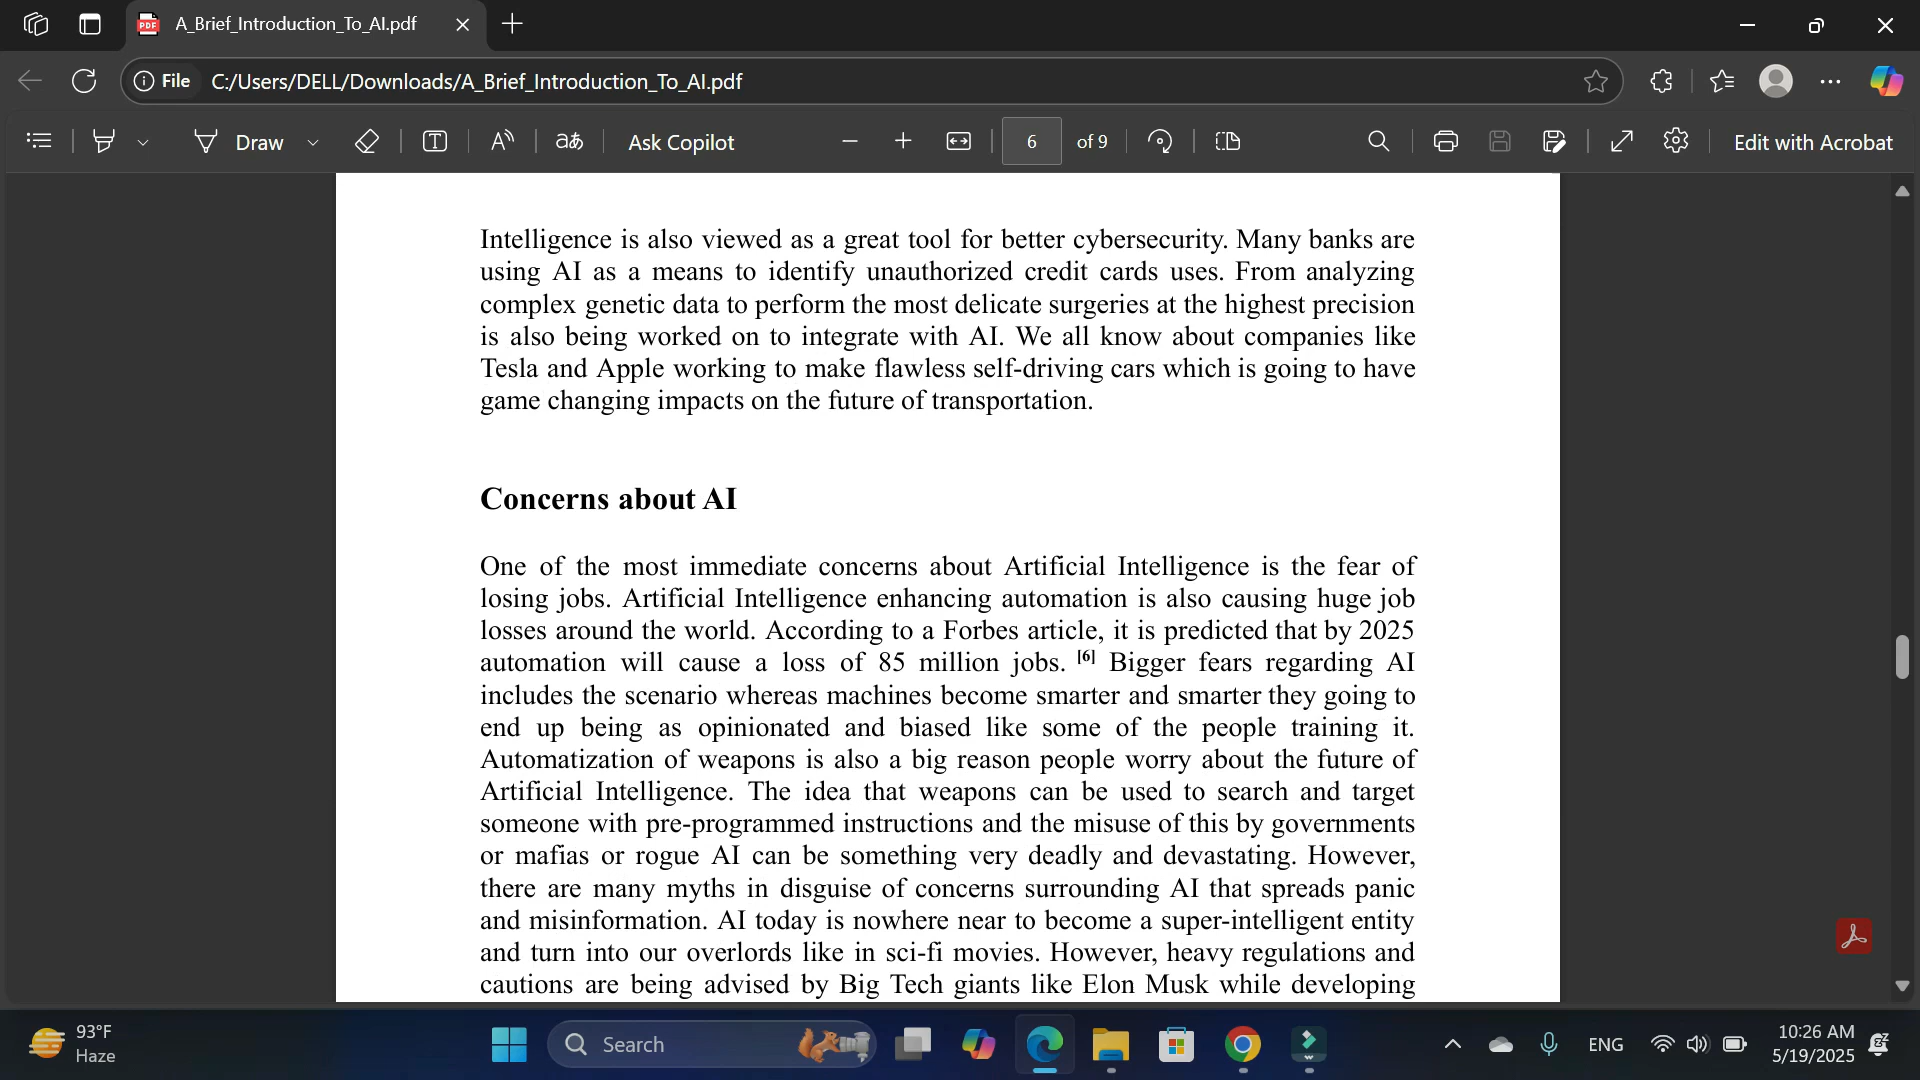 A_Brief_Introduction_To_AI.pdf
File C:/Users/DELL/Downloads/A_Brief_Introduction_To_AI.pdf
Draw
Ask Copilot
6 of 9
Edit with Acrobat
Intelligence is also viewed as a great tool for better cybersecurity. Many banks are
using AI as a means to identify unauthorized credit cards uses. From analyzing
complex genetic data to perform the most delicate surgeries at the highest precision
is also being worked on to integrate with AI. We all know about companies like
Tesla and Apple working to make flawless self-driving cars which is going to have
game changing impacts on the future of transportation.
Concerns about AI
One of the most immediate concerns about Artificial Intelligence is the fear of
losing jobs. Artificial Intelligence enhancing automation is also causing huge job
losses around the world. According to a Forbes article, it is predicted that by 2025
automation will cause a loss of 85 million jobs. [6] Bigger fears regarding AI
includes the scenario whereas machines become smarter and smarter they going to
end up being as opinionated and biased like some of the people training it.
Automatization of weapons is also a big reason people worry about the future of
Artificial Intelligence. The idea that weapons can be used to search and target
someone with pre-programmed instructions and the misuse of this by governments
or mafias or rogue AI can be something very deadly and devastating. However,
there are many myths in disguise of concerns surrounding AI that spreads panic
and misinformation. AI today is nowhere near to become a super-intelligent entity
and turn into our overlords like in sci-fi movies. However, heavy regulations and
cautions are being advised by Big Tech giants like Elon Musk while developing
93°F
Haze
Search
ENG
10:26 AM
5/19/2025